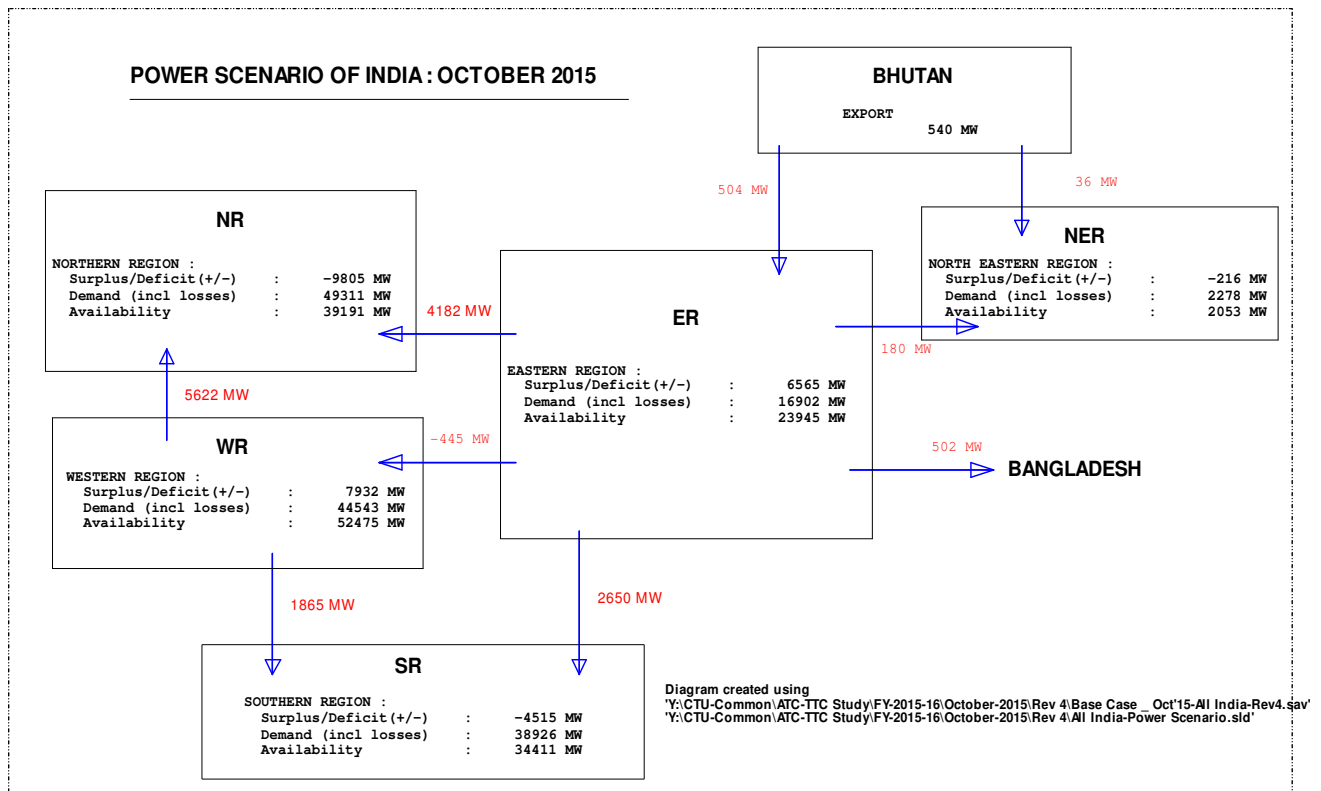 POWER SCENARIO OF INDIA : OCTOBER 2015
BHUTAN
EXPORT
540 MW
504 MW
36 MW
NR
NORTHERN REGION :
Surplus/Deficit(+/-) : -9805 MW
Demand (incl losses) : 49311 MW
Availability : 39191 MW
NER
NORTH EASTERN REGION :
Surplus/Deficit(+/-) : -216 MW
Demand (incl losses) : 2278 MW
Availability : 2053 MW
4182 MW
ER
EASTERN REGION :
Surplus/Deficit(+/-) : 6565 MW
Demand (incl losses) : 16902 MW
Availability : 23945 MW
180 MW
5622 MW
-445 MW
502 MW
BANGLADESH
WR
WESTERN REGION :
Surplus/Deficit(+/-) : 7932 MW
Demand (incl losses) : 44543 MW
Availability : 52475 MW
1865 MW
2650 MW
SR
SOUTHERN REGION :
Surplus/Deficit(+/-) : -4515 MW
Demand (incl losses) : 38926 MW
Availability : 34411 MW
Diagram created using
'Y:\CTU-Common\ATC-TTC Study\FY-2015-16\October-2015\Rev 4\Base Case _ Oct'15-All India-Rev4.sav'
'Y:\CTU-Common\ATC-TTC Study\FY-2015-16\October-2015\Rev 4\All India-Power Scenario.sld'